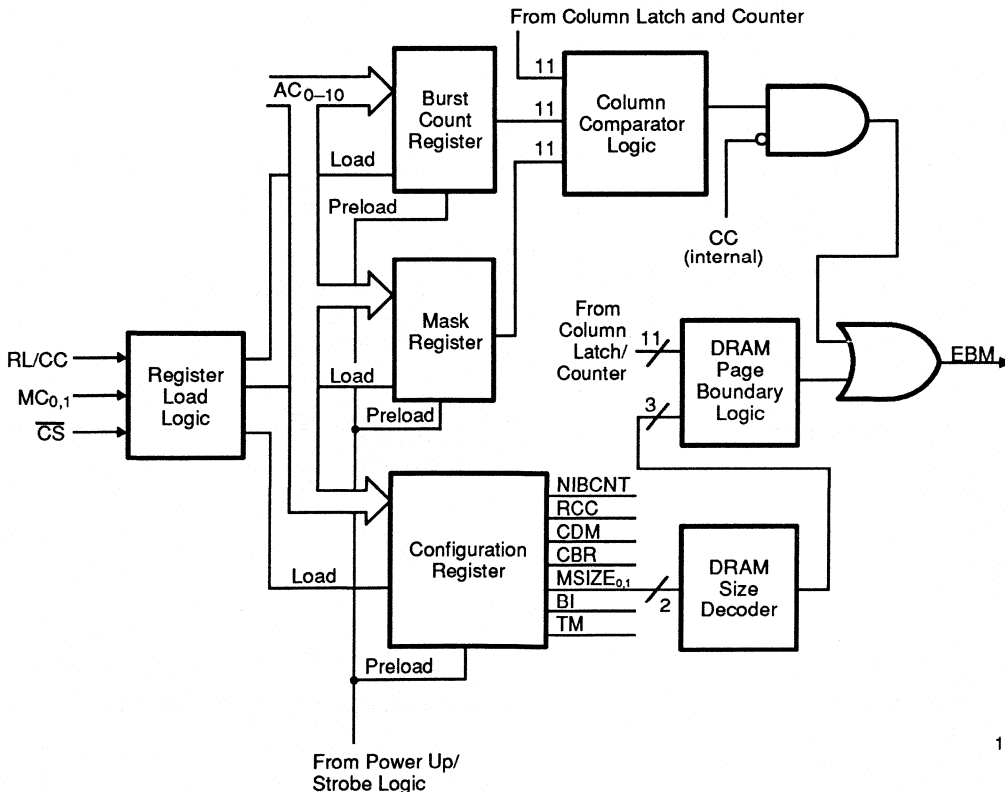 From Column Latch and Counter
AC0–10
11
Burst
Count
Register
11
11
Column
Comparator
Logic
Load
Preload
CC
(internal)
Mask
Register
From
Column
Latch/
Counter
11
DRAM
Page
Boundary
Logic
EBM
3
RL/CC
MC0,1
CS
Register
Load
Logic
Load
Preload
Configuration
Register
NIBCNT
RCC
CDM
CBR
MSIZE0,1
BI
TM
2
DRAM
Size
Decoder
Load
Preload
From Power Up/
Strobe Logic
1